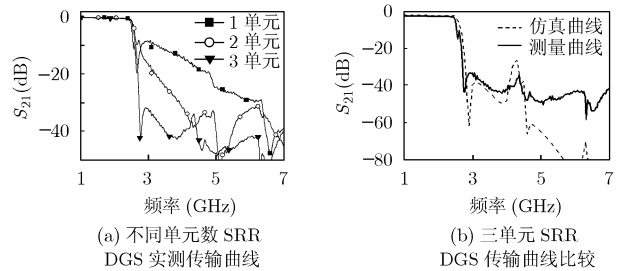 0
−20
−40
S21(dB)
1 单元
2 单元
3 单元
1 3 5 7
频率 (GHz)
(a) 不同单元数 SRR
DGS 实测传输曲线
0
−20
−40
−60
−80
S21(dB)
仿真曲线
测量曲线
1 3 5 7
频率 (GHz)
(b) 三单元 SRR
DGS 传输曲线比较